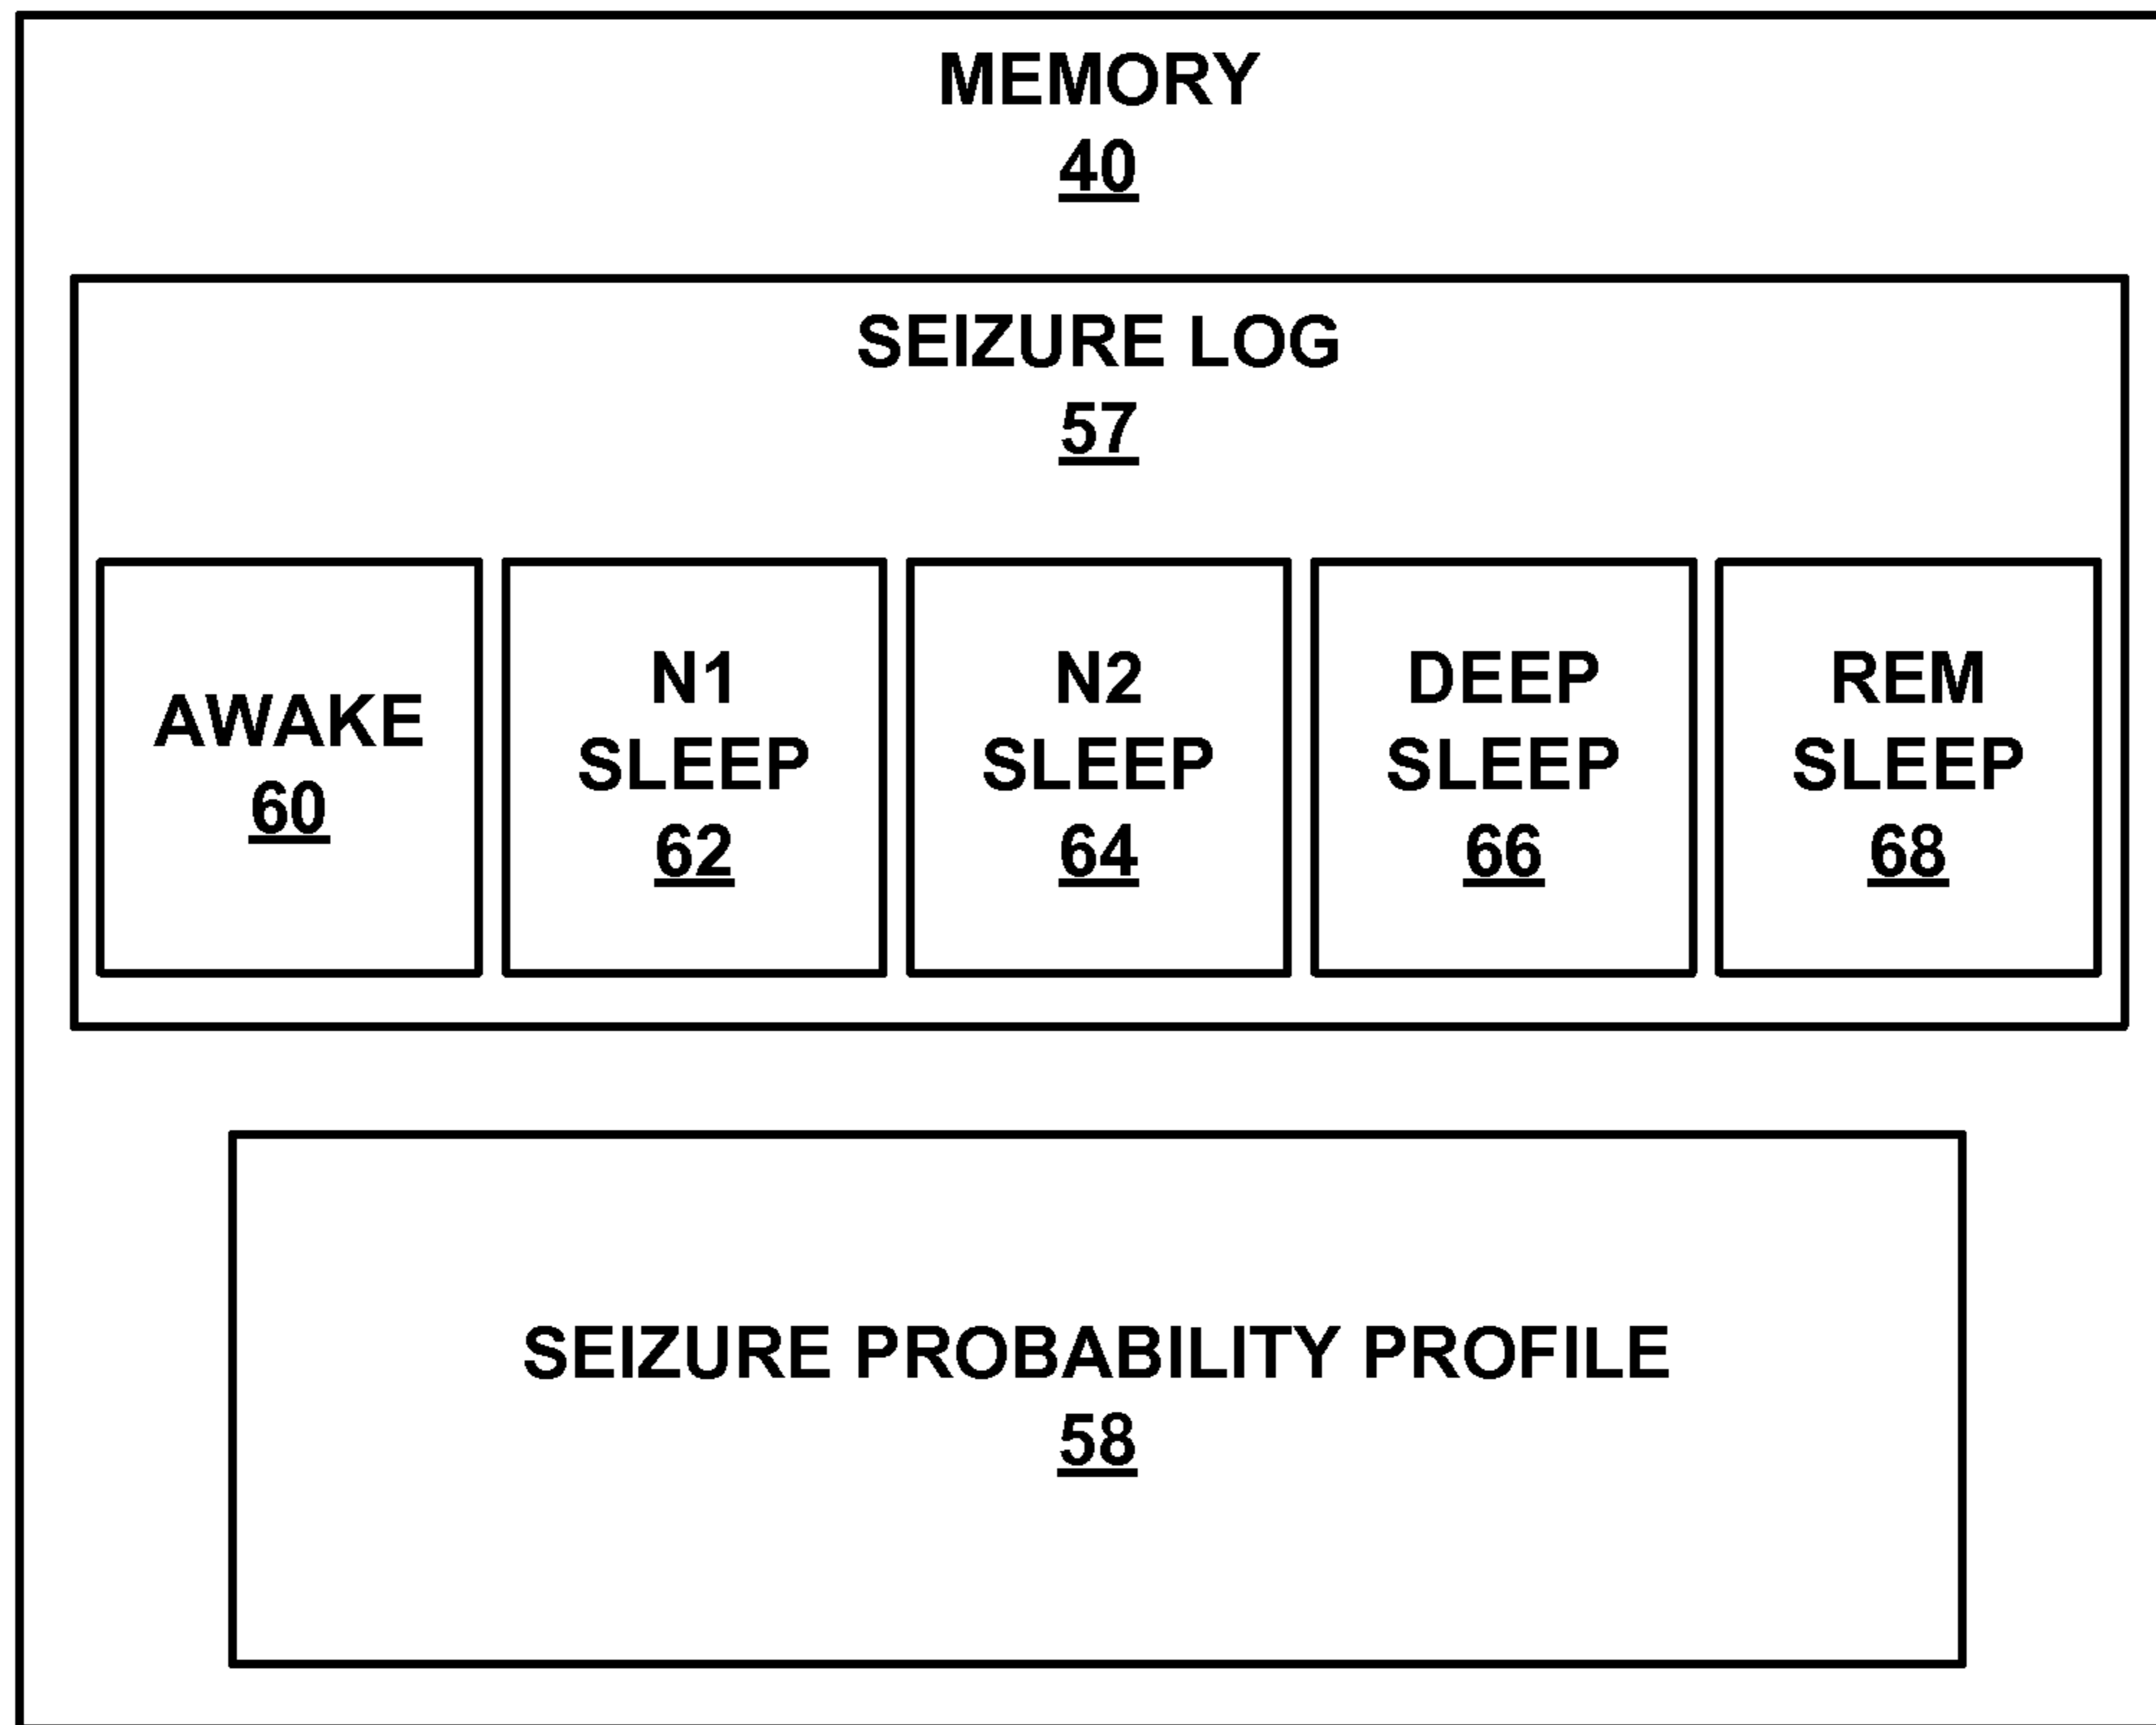 MEMORY
40
SEIZURE LOG
57
AWAKE
60
N1
SLEEP
62
N2
SLEEP
64
DEEP
SLEEP
66
REM
SLEEP
68
SEIZURE PROBABILITY PROFILE
58